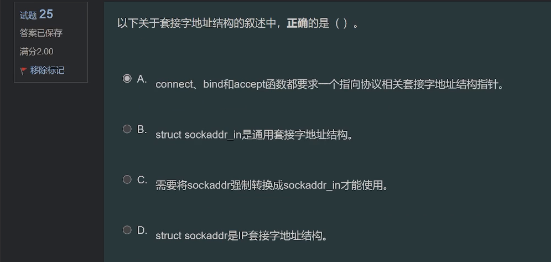 试题 25
答案已保存
满分2.00
移除标记
以下关于套接字地址结构的叙述中，正确的是（ ）。
A. connect、bind和accept函数都要求一个指向协议相关套接字地址结构指针。
B. struct sockaddr_in是通用套接字地址结构。
C. 需要将sockaddr强制转换成sockaddr_in才能使用。
D. struct sockaddr是IP套接字地址结构。